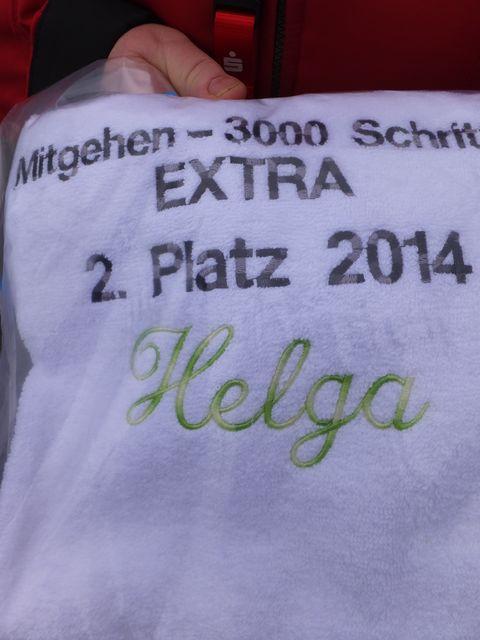 Mitgehen - 3000 Schrit
EXTRA
2. Platz 2014
Helga